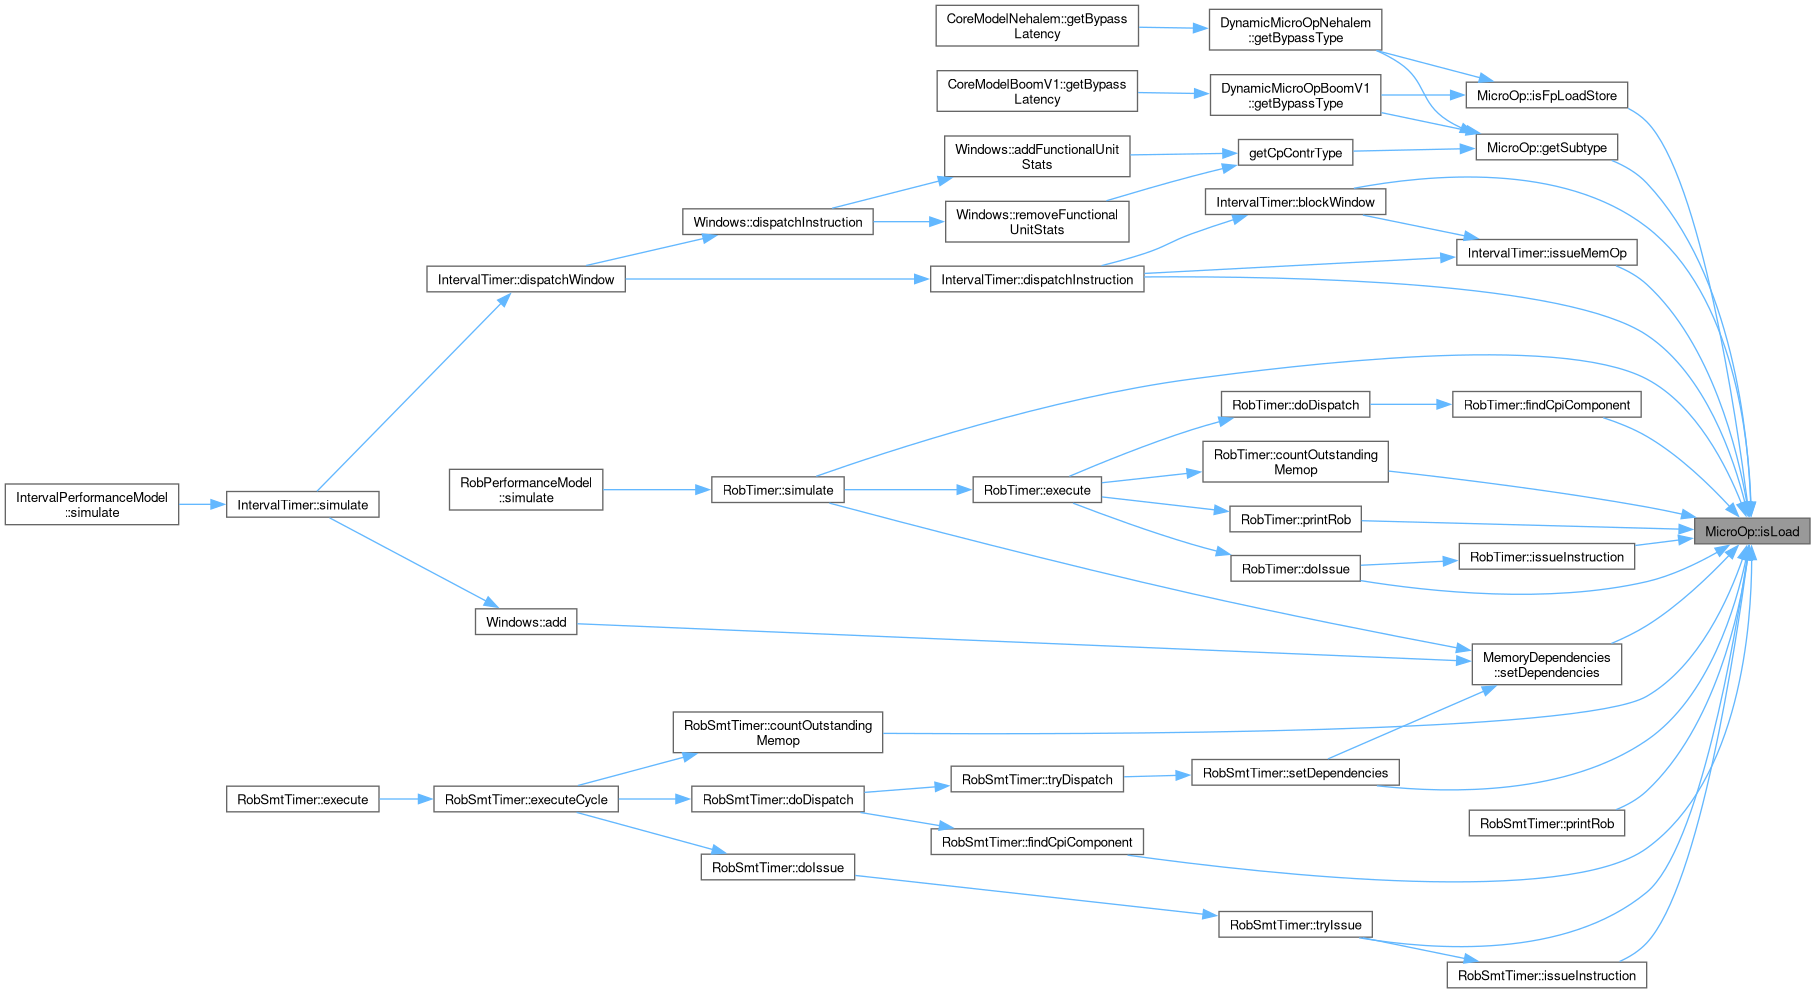 CoreModelNehalem::getBypass
Latency
DynamicMicroOpNehalem
::getBypassType
CoreModelBoomV1::getBypass
Latency
DynamicMicroOpBoomV1
::getBypassType
MicroOp::isFpLoadStore
Windows::addFunctionalUnit
Stats
getCpContrType
MicroOp::getSubtype
Windows::dispatchInstruction
Windows::removeFunctional
UnitStats
IntervalTimer::blockWindow
IntervalTimer::issueMemOp
IntervalTimer::dispatchWindow
IntervalTimer::dispatchInstruction
RobTimer::doDispatch
RobTimer::findCpiComponent
RobTimer::countOutstanding
Memop
IntervalPerformanceModel
::simulate
IntervalTimer::simulate
RobPerformanceModel
::simulate
RobTimer::simulate
RobTimer::execute
RobTimer::printRob
MicroOp::isLoad
RobTimer::doIssue
RobTimer::issueInstruction
Windows::add
MemoryDependencies
::setDependencies
RobSmtTimer::countOutstanding
Memop
RobSmtTimer::tryDispatch
RobSmtTimer::setDependencies
RobSmtTimer::execute
RobSmtTimer::executeCycle
RobSmtTimer::doDispatch
RobSmtTimer::printRob
RobSmtTimer::findCpiComponent
RobSmtTimer::doIssue
RobSmtTimer::tryIssue
RobSmtTimer::issueInstruction